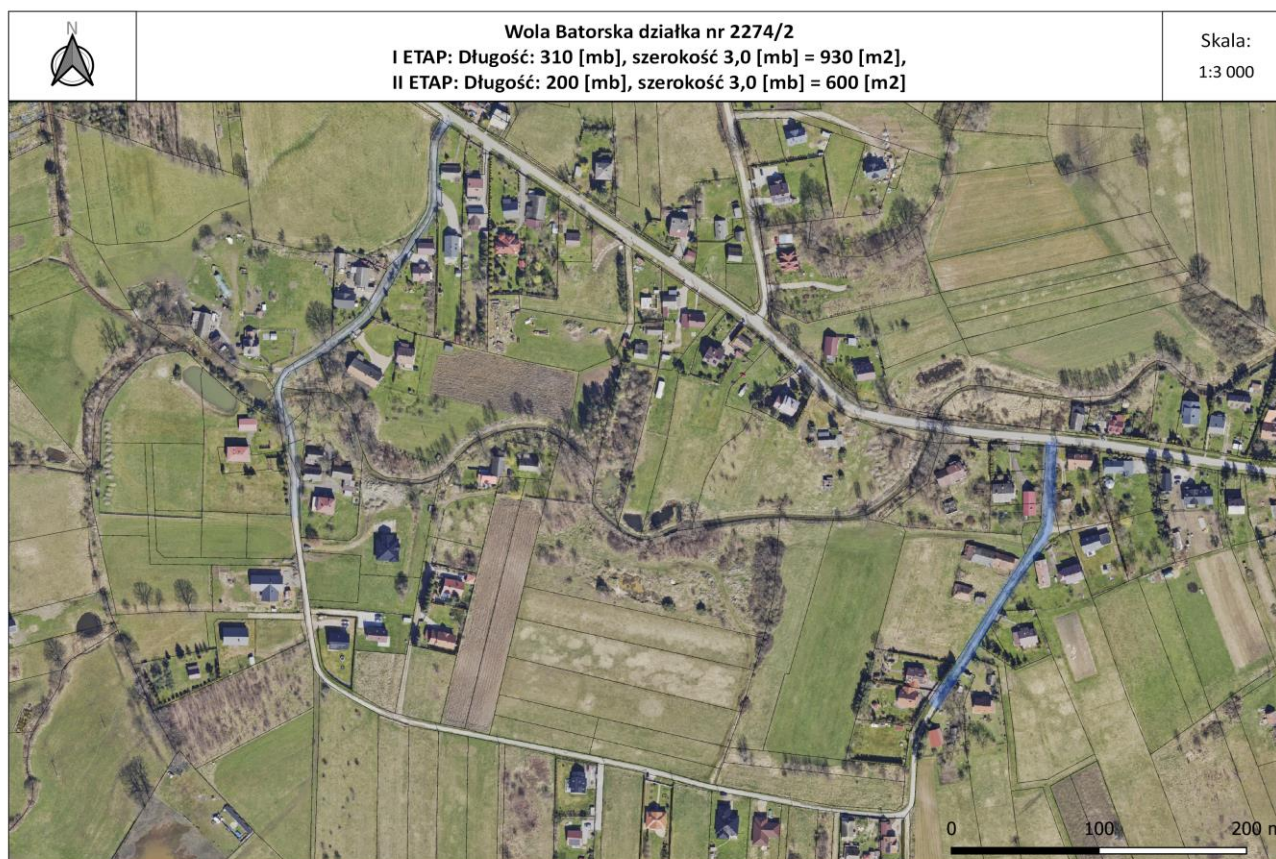 N
Wola Batorska działka nr 2274/2
I ETAP: Długość: 310 [mb], szerokość 3,0 [mb] = 930 [m2],
II ETAP: Długość: 200 [mb], szerokość 3,0 [mb] = 600 [m2]
Skala:
1:3 000
0 100 200 m